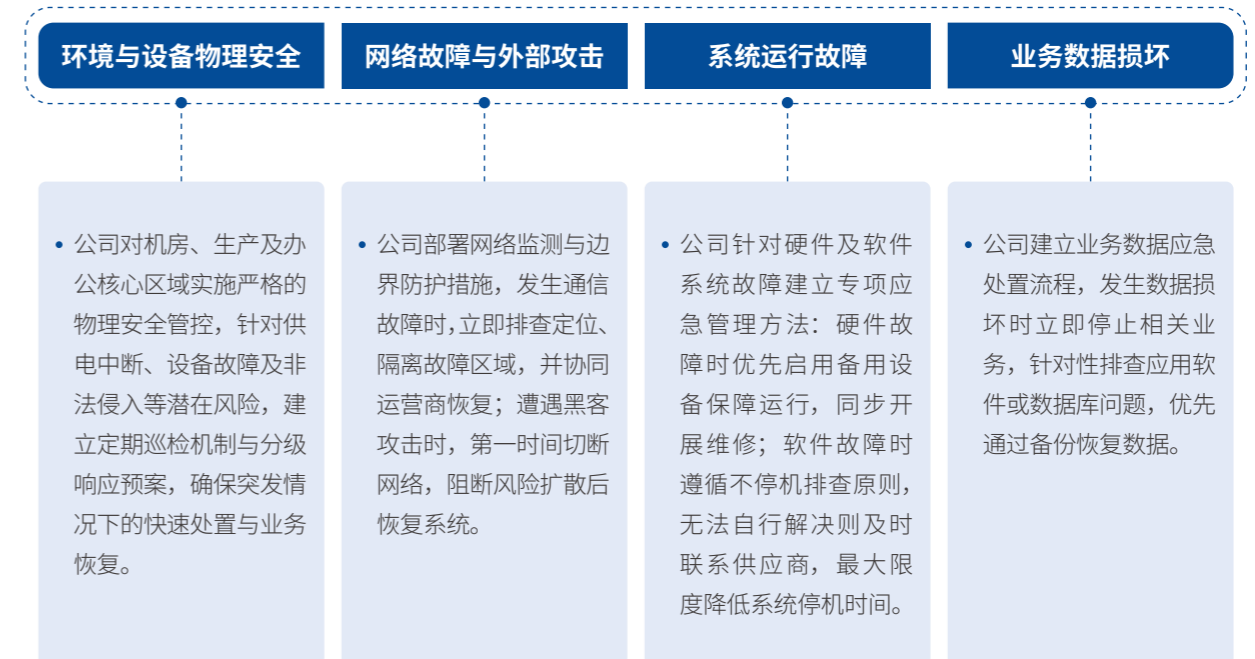 环境与设备物理安全
网络故障与外部攻击
系统运行故障
业务数据损坏
• 公司对机房、生产及办
公核心区域实施严格的
物理安全管控，针对供
电中断、设备故障及非
法侵入等潜在风险，建
立定期巡检机制与分级
响应预案，确保突发情
况下的快速处置与业务
恢复。
• 公司部署网络监测与边
界防护措施，发生通信
故障时，立即排查定位、
隔离故障区域，并协同
运营商恢复；遭遇黑客
攻击时，第一时间切断
网络，阻断风险扩散后
恢复系统。
• 公司针对硬件及软件
系统故障建立专项应
急管理方法：硬件故
障时优先启用备用设
备保障运行，同步开
展维修；软件故障时
遵循不停机排查原则，
无法自行解决则及时
联系供应商，最大限
度降低系统停机时间。
• 公司建立业务数据应急
处置流程，发生数据损
坏时立即停止相关业
务，针对性排查应用软
件或数据库问题，优先
通过备份恢复数据。